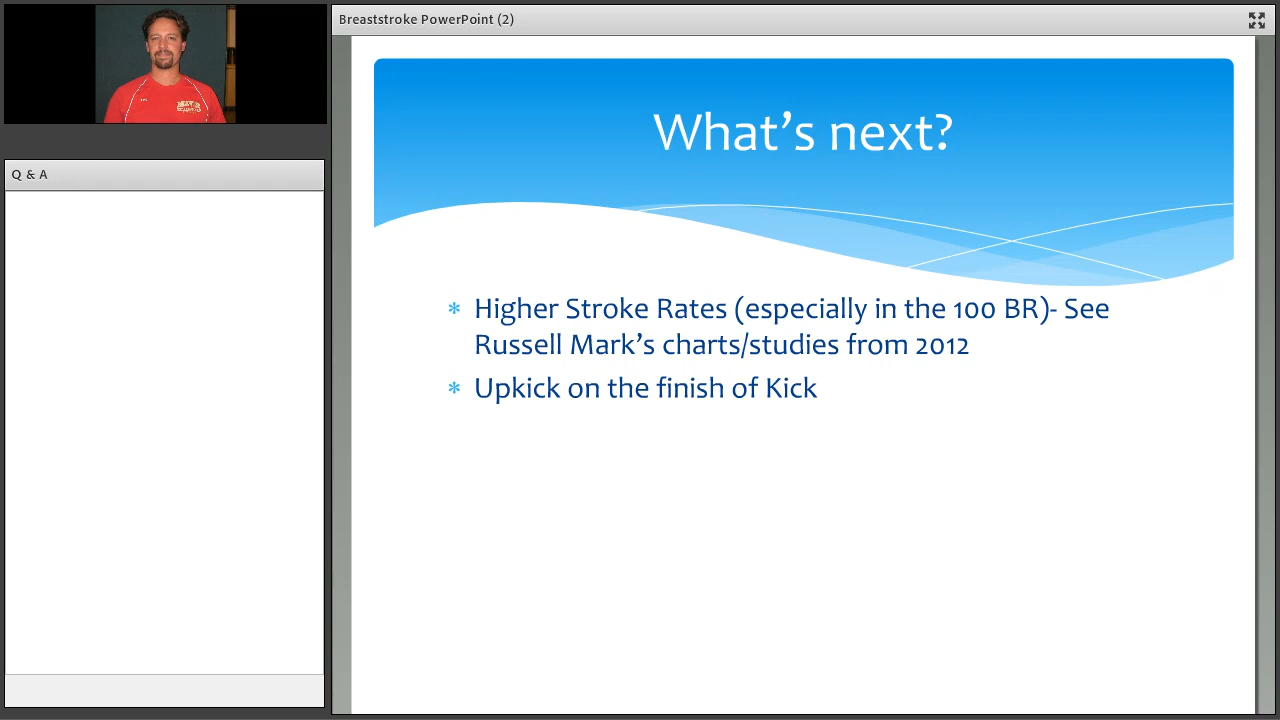 Breaststroke PowerPoint (2)
Q & A
What's next?
* Higher Stroke Rates (especially in the 100 BR)- See
Russell Mark's charts/studies from 2012
* Upkick on the finish of Kick